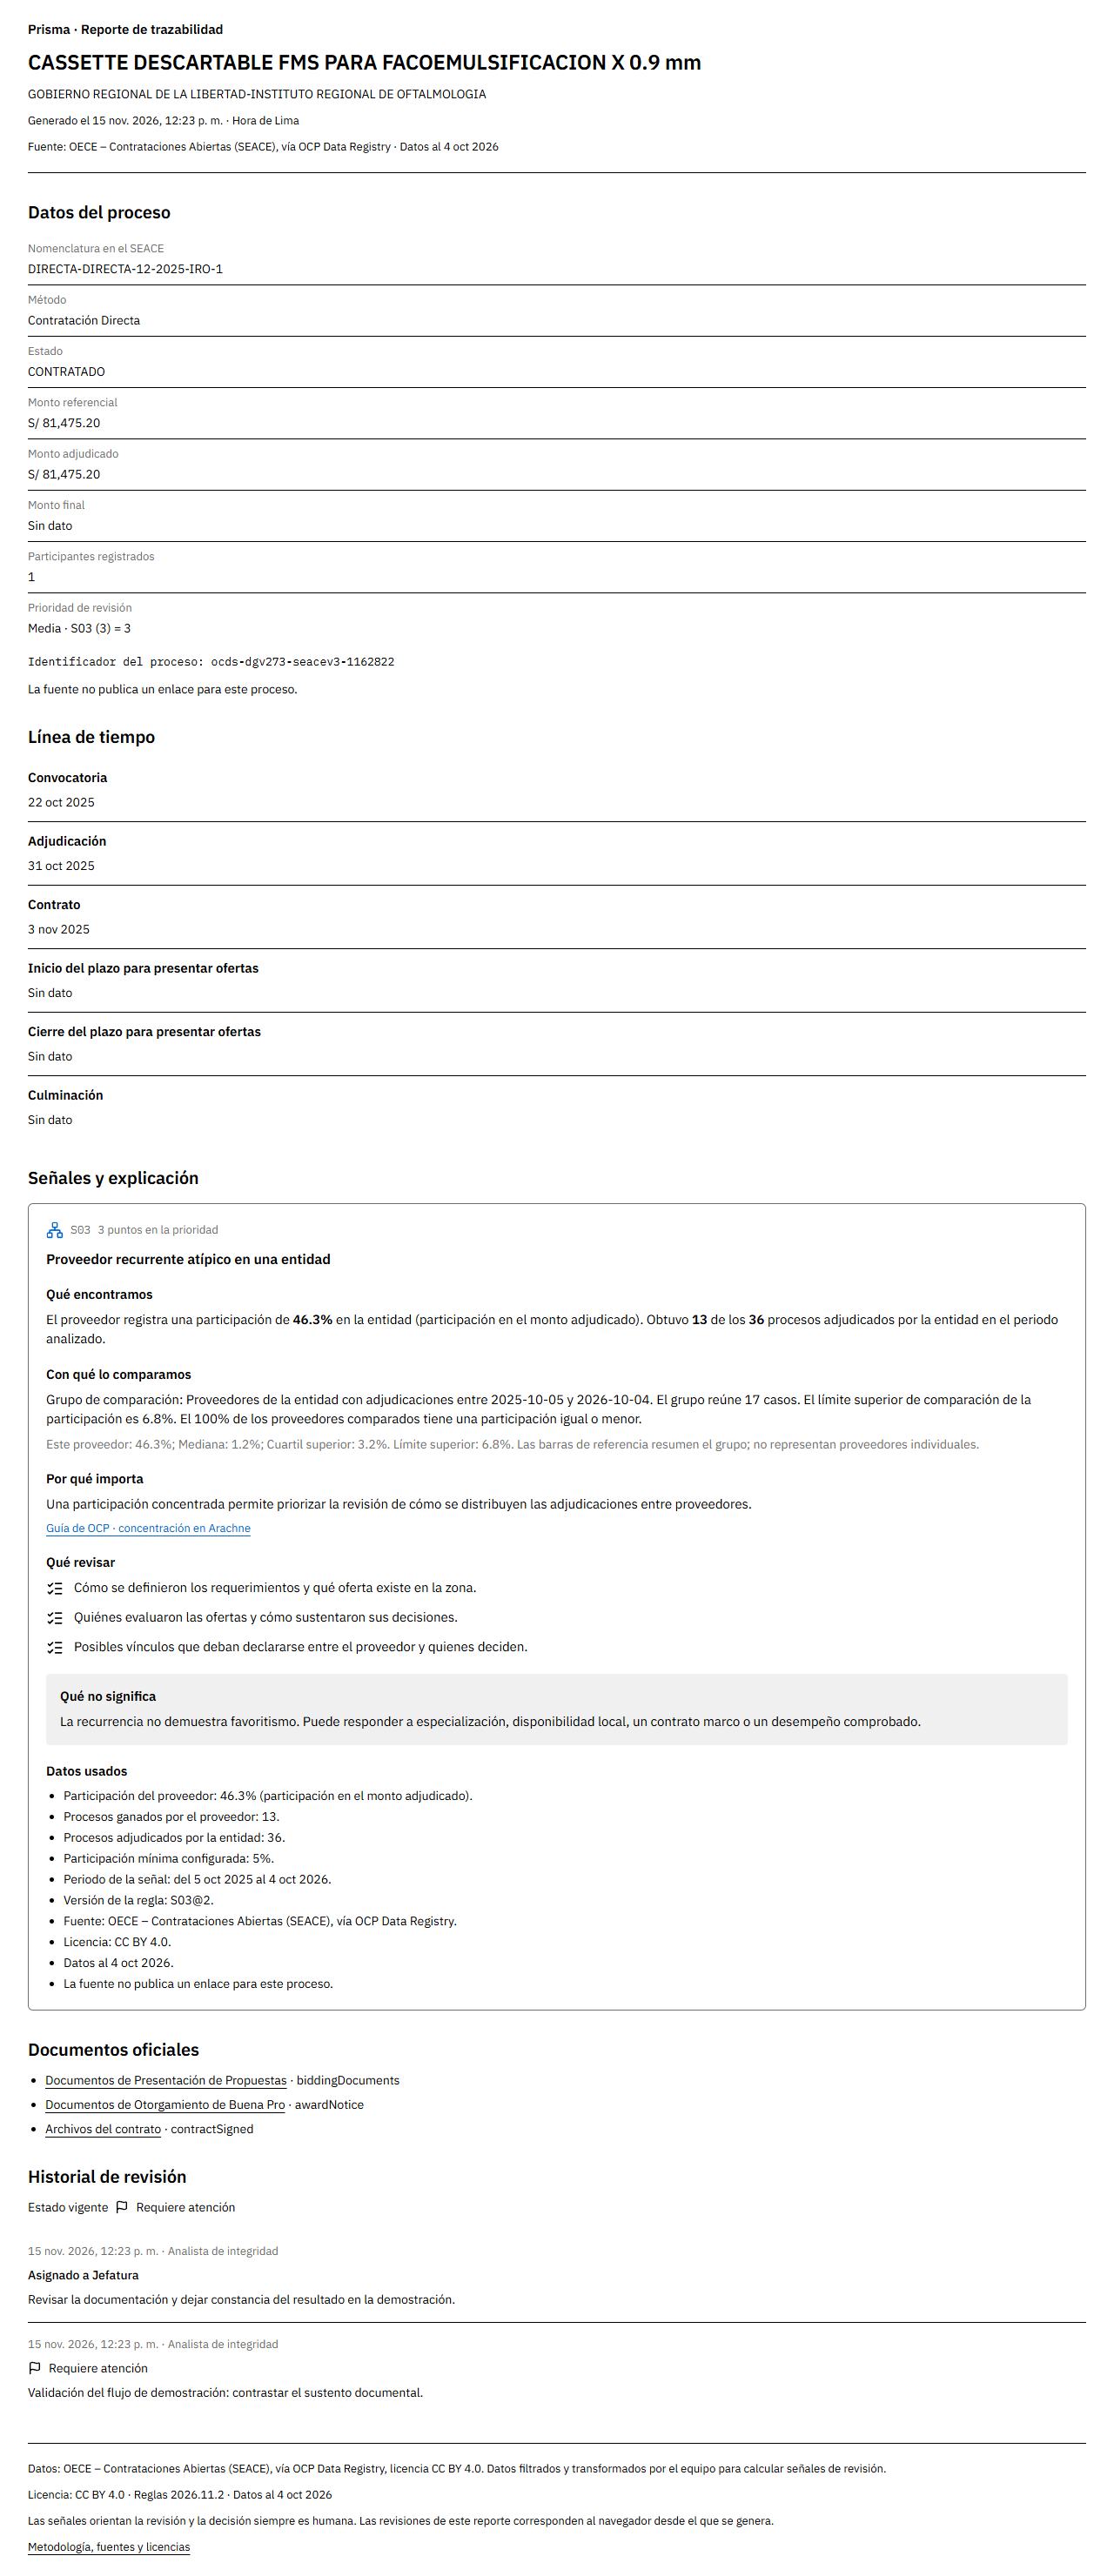 Prisma · Reporte de trazabilidad
CASSETTE DESCARTABLE FMS PARA FACOEMULSIFICACION X 0.9 mm
GOBIERNO REGIONAL DE LA LIBERTAD-INSTITUTO REGIONAL DE OFTALMOLOGIA
Generado el 15 nov. 2026, 12:23 p. m. · Hora de Lima
Fuente: OECE – Contrataciones Abiertas (SEACE), vía OCP Data Registry · Datos al 4 oct 2026
Datos del proceso
Nomenclatura en el SEACE
DIRECTA-DIRECTA-12-2025-IRO-1
Método
Contratación Directa
Estado
CONTRATADO
Monto referencial
S/ 81,475.20
Monto adjudicado
S/ 81,475.20
Monto final
Sin dato
Participantes registrados
1
Prioridad de revisión
Media · S03 (3) = 3
Identificador del proceso: ocds-dgv273-seacev3-1162822
La fuente no publica un enlace para este proceso.
Línea de tiempo
Convocatoria
22 oct 2025
Adjudicación
31 oct 2025
Contrato
3 nov 2025
Inicio del plazo para presentar ofertas
Sin dato
Cierre del plazo para presentar ofertas
Sin dato
Culminación
Sin dato
Señales y explicación
S03 3 puntos en la prioridad
Proveedor recurrente atípico en una entidad
Qué encontramos
El proveedor registra una participación de 46.3% en la entidad (participación en el monto adjudicado). Obtuvo 13 de los 36 procesos adjudicados por la entidad en el periodo
analizado.
Con qué lo comparamos
Grupo de comparación: Proveedores de la entidad con adjudicaciones entre 2025-10-05 y 2026-10-04. El grupo reúne 17 casos. El límite superior de comparación de la
participación es 6.8%. El 100% de los proveedores comparados tiene una participación igual o menor.
Este proveedor: 46.3%; Mediana: 1.2%; Cuartil superior: 3.2%. Límite superior: 6.8%. Las barras de referencia resumen el grupo; no representan proveedores individuales.
Por qué importa
Una participación concentrada permite priorizar la revisión de cómo se distribuyen las adjudicaciones entre proveedores.
Guía de OCP · concentración en Arachne
Qué revisar
Cómo se definieron los requerimientos y qué oferta existe en la zona.
Quiénes evaluaron las ofertas y cómo sustentaron sus decisiones.
Posibles vínculos que deban declararse entre el proveedor y quienes deciden.
Qué no significa
La recurrencia no demuestra favoritismo. Puede responder a especialización, disponibilidad local, un contrato marco o un desempeño comprobado.
Datos usados
• Participación del proveedor: 46.3% (participación en el monto adjudicado).
• Procesos ganados por el proveedor: 13.
• Procesos adjudicados por la entidad: 36.
• Participación mínima configurada: 5%.
• Periodo de la señal: del 5 oct 2025 al 4 oct 2026.
• Versión de la regla: S03@2.
• Fuente: OECE – Contrataciones Abiertas (SEACE), vía OCP Data Registry.
• Licencia: CC BY 4.0.
• Datos al 4 oct 2026.
• La fuente no publica un enlace para este proceso.
Documentos oficiales
• Documentos de Presentación de Propuestas · biddingDocuments
• Documentos de Otorgamiento de Buena Pro · awardNotice
• Archivos del contrato · contractSigned
Historial de revisión
Estado vigente Requiere atención
15 nov. 2026, 12:23 p. m. · Analista de integridad
Asignado a Jefatura
Revisar la documentación y dejar constancia del resultado en la demostración.
15 nov. 2026, 12:23 p. m. · Analista de integridad
Requiere atención
Validación del flujo de demostración: contrastar el sustento documental.
Datos: OECE – Contrataciones Abiertas (SEACE), vía OCP Data Registry, licencia CC BY 4.0. Datos filtrados y transformados por el equipo para calcular señales de revisión.
Licencia: CC BY 4.0 · Reglas 2026.11.2 · Datos al 4 oct 2026
Las señales orientan la revisión y la decisión siempre es humana. Las revisiones de este reporte corresponden al navegador desde el que se genera.
Metodología, fuentes y licencias